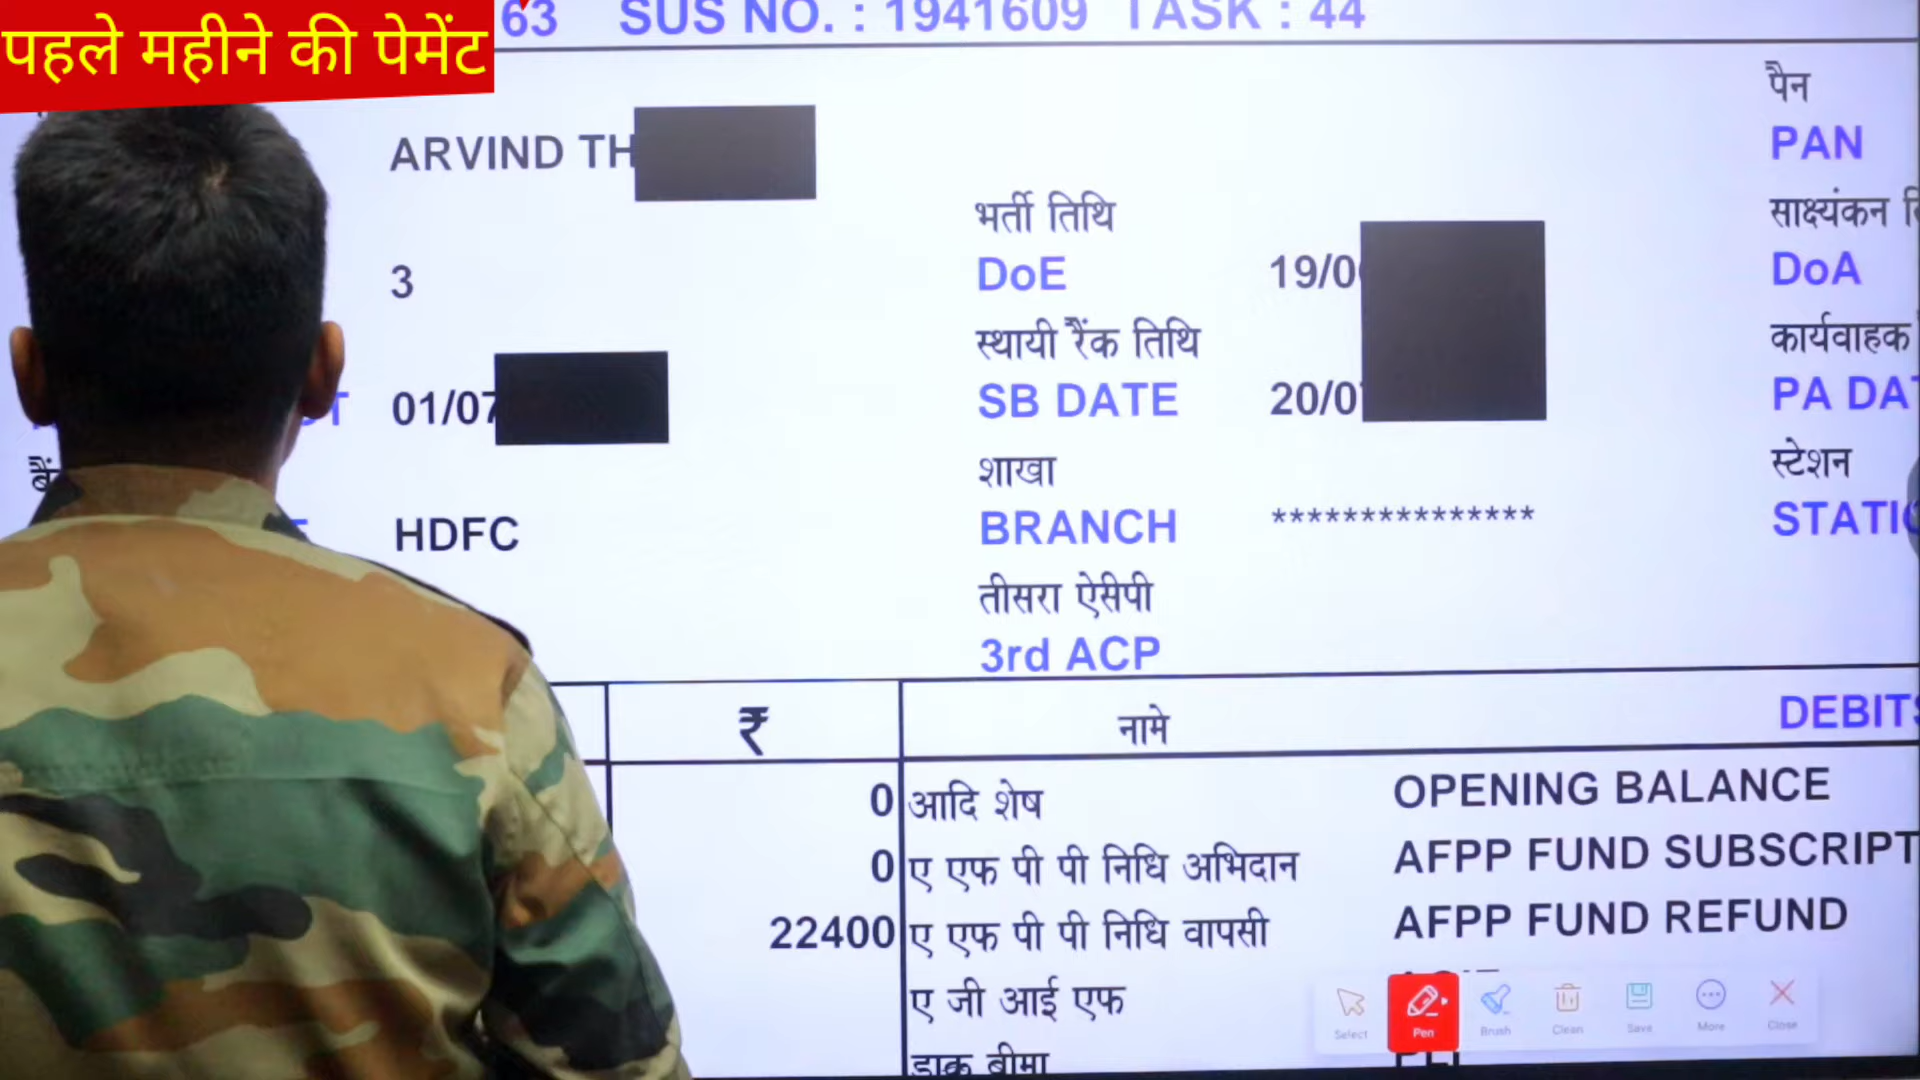 पहले महीने की पेमेंट
63 SUS NO. : 1941609 TASK : 44
पैन
ARVIND TH
PAN
भर्ती तिथि
साक्ष्यंकन
3
DoE 19/0
DoA
स्थायी रैंक तिथि
कार्यवाहक
01/07
SB DATE 20/0
PA DAT
शाखा
स्टेशन
HDFC
BRANCH ***************
STATI
तीसरा ऐसीपी
3rd ACP
₹ नामे DEBITS
0 आदि शेष OPENING BALANCE
0 ए एफ पी पी निधि अभिदान AFPP FUND SUBSCRIPT
22400 ए एफ पी पी निधि वापसी AFPP FUND REFUND
ए जी आई एफ
डाक बीमा
Select Pen Brush Clean Save More Close